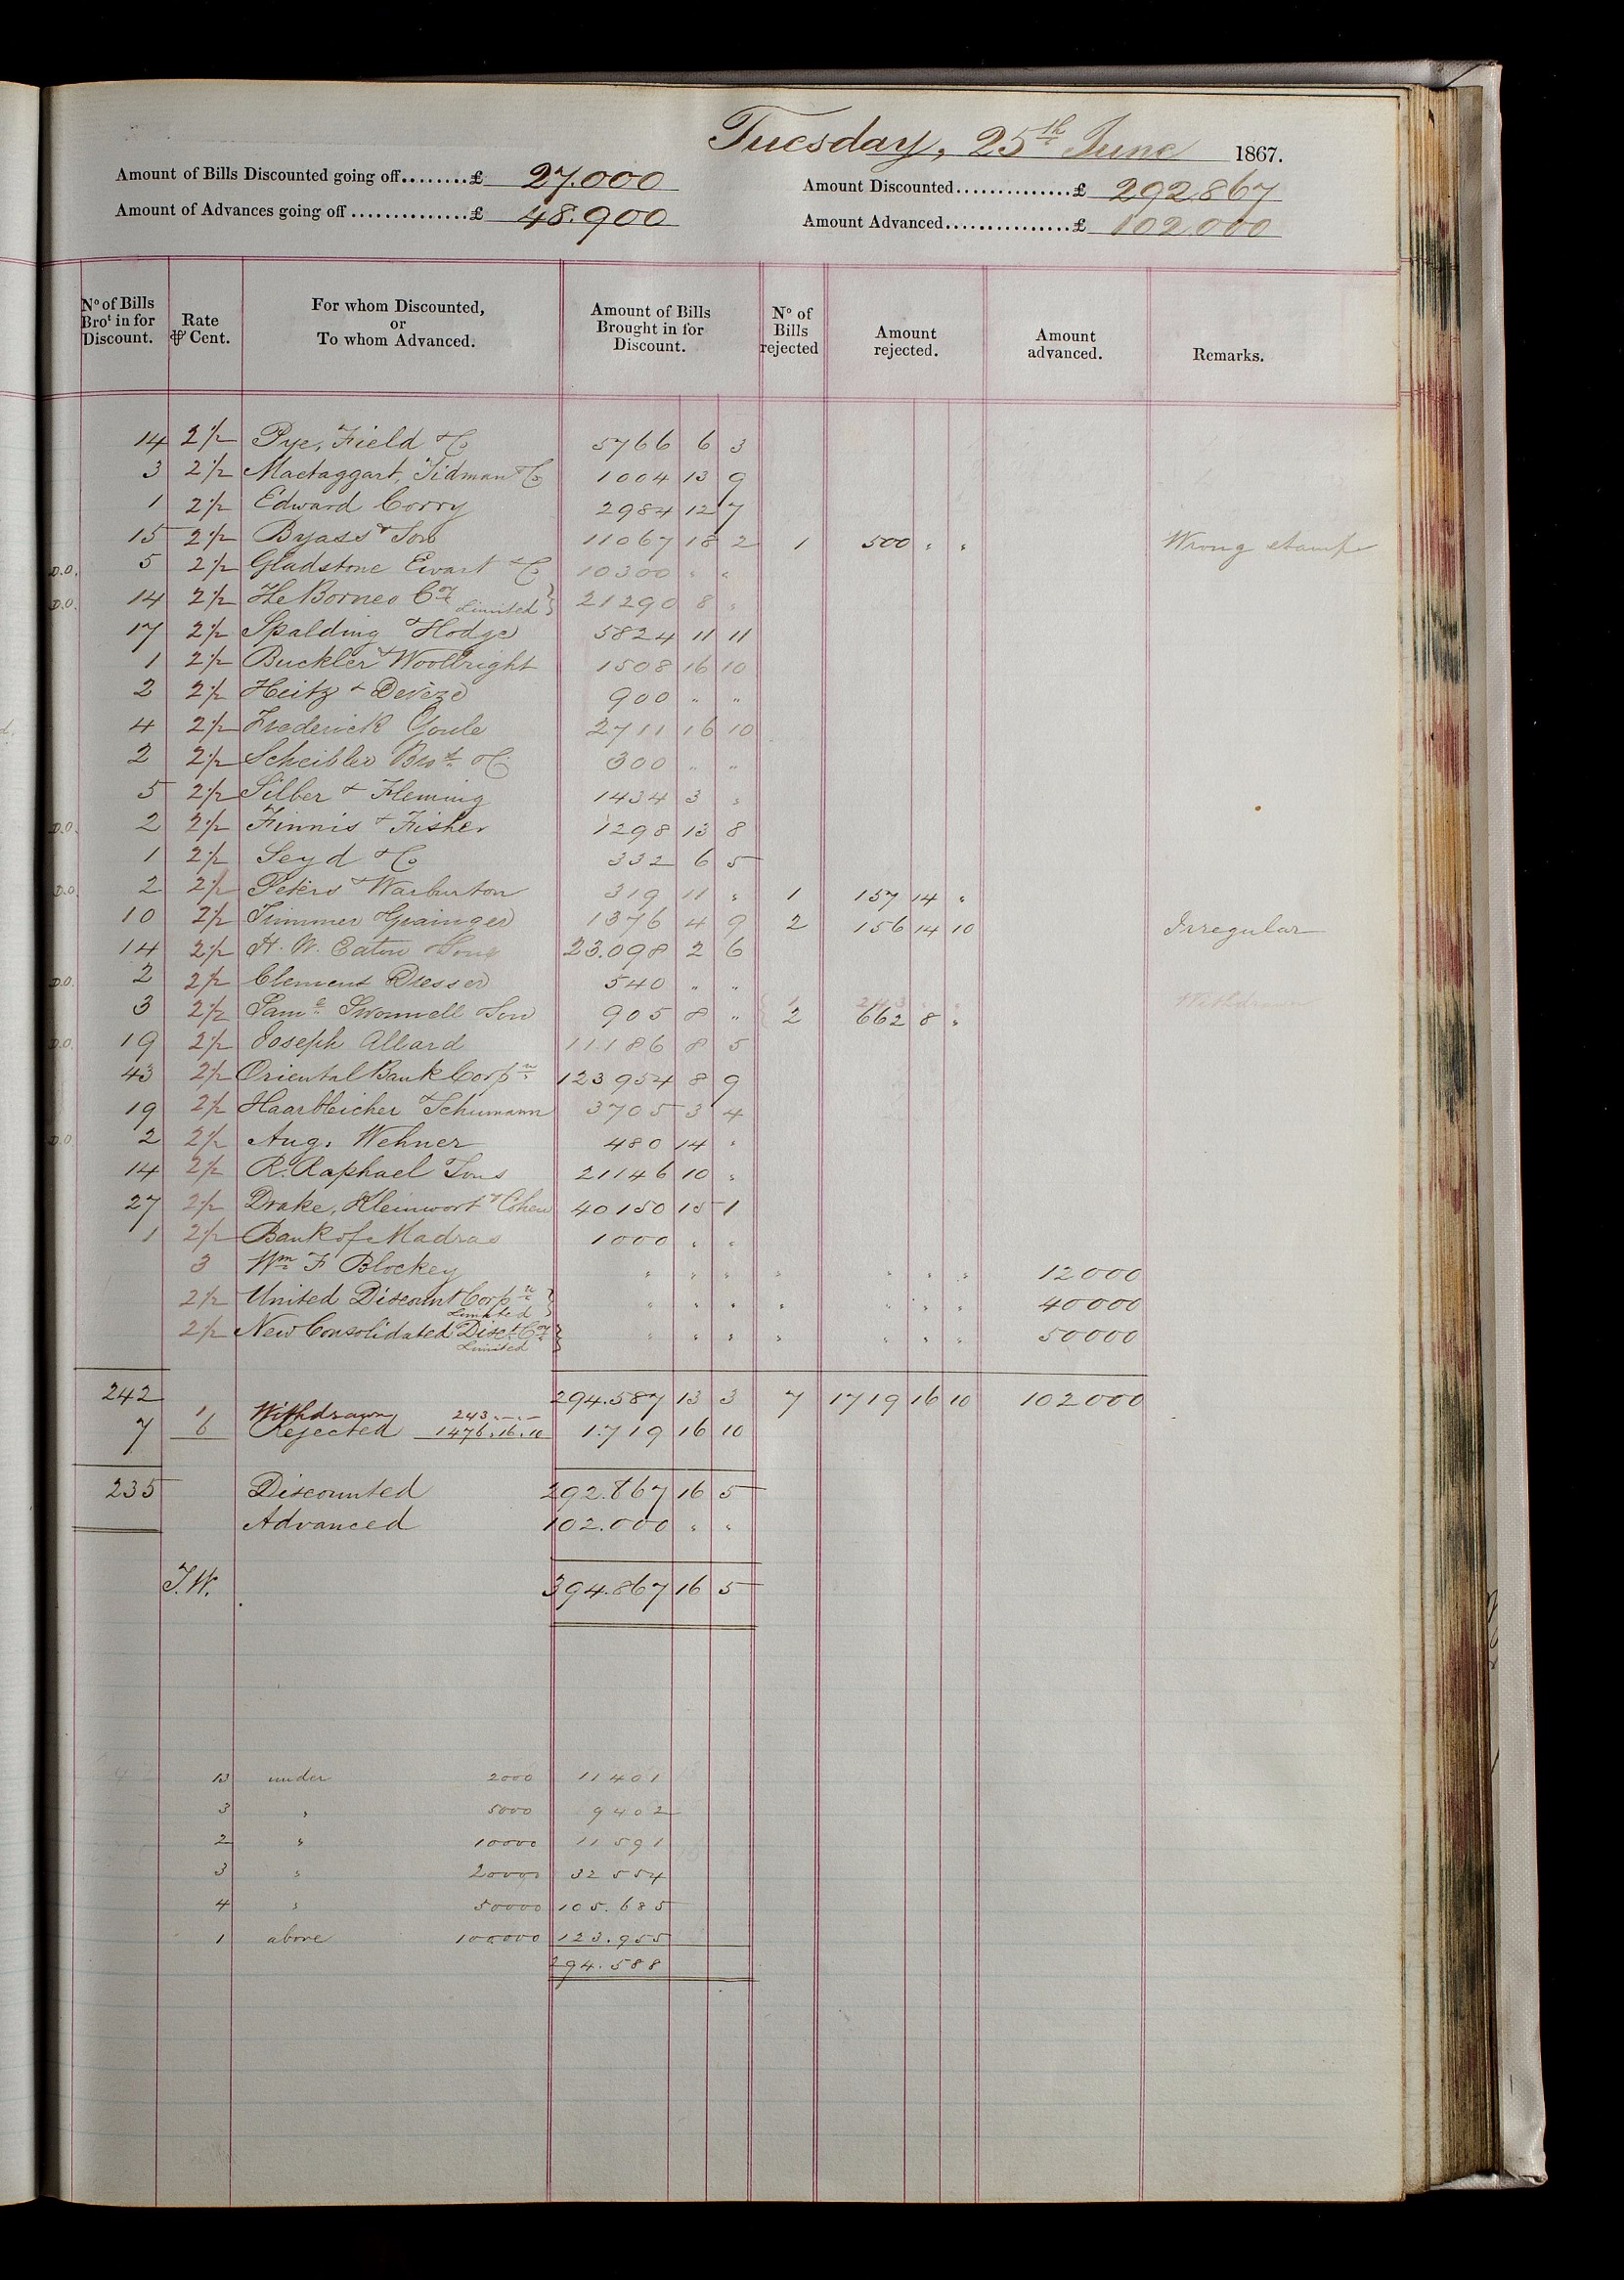 Tuesday, 25th June 1867.
Amount of Bills Discounted going off........£ 27.000
Amount Discounted..............£ 292.867
Amount of Advances going off..............£ 48.900
Amount Advanced................£ 102.000
No of Bills Brot in for Discount. Rate ⅌ Cent. For whom Discounted, or To whom Advanced. Amount of Bills Brought in for Discount. No of Bills rejected Amount rejected. Amount advanced. Remarks.
14 2½ Pye, Field & Co 5766 6 3
3 2½ Mactaggart, Tidman & Co 1004 13 9
1 2½ Edward Corry 2984 12 7
15 2½ Byass & Son 11067 18 2 1 500 " " Wrong stamp
D.O. 5 2½ Gladstone Ewart & Co 10300 " "
D.O. 14 2½ The Borneo Coy Limited } 21290 8 "
17 2½ Spalding & Hodge 5824 11 11
1 2½ Buckler & Woolbright 1508 16 10
2 2½ Heitz & Devèze 900 " "
4 2½ Frederick Youle 2711 16 10
2 2½ Scheibler Bros & Co 300 " "
5 2½ Silber & Fleming 1434 3 "
D.O. 2 2½ Finnis & Fisher 1298 13 8
1 2½ Seyd & Co 332 6 5
D.O. 2 2½ Peters & Warburton 319 11 " 1 157 14 "
10 2½ Trimmer & Grainger 1376 4 9 2 156 14 10 Irregular
14 2½ H. W. Eaton & Sons 23.098 2 6
D.O. 2 2½ Clement Dresser 540 " "
3 2½ Saml Swonnell & Son 905 8 " { 1 243 " " Withdrawn
2 662 8 "
D.O. 19 2½ Joseph Allard 11.186 8 5
43 2½ Oriental Bank Corpn 123954 8 9
19 2½ Haarbleicher & Schumann 3705 3 4
D.O. 2 2½ Aug. Wehner 480 14 "
14 2½ R. Raphael & Sons 21146 10 "
27 2½ Drake, Kleinwort & Cohen 40150 15 1
1 2½ Bank of Madras 1000 " "
3 Wm F Blockey " " " " " " " 12000
2½ United Discount Corpn Limited } " " " " " " " 40000
2½ New Consolidated Disct Coy Limited } " " " " " " " 50000
242 294.587 13 3 7 1719 16 10 102000
1 Withdrawn 243.–.–
7 6 Rejected 1476.16.10 1.719 16 10
235 Discounted 292.867 16 5
Advanced 102.000 " "
J.W. 394.867 16 5
13 under 2000 11401
3 " 5000 9402
2 " 10000 11591
3 " 20000 32554
4 " 50000 105.685
1 above 100000 123.955
294.588